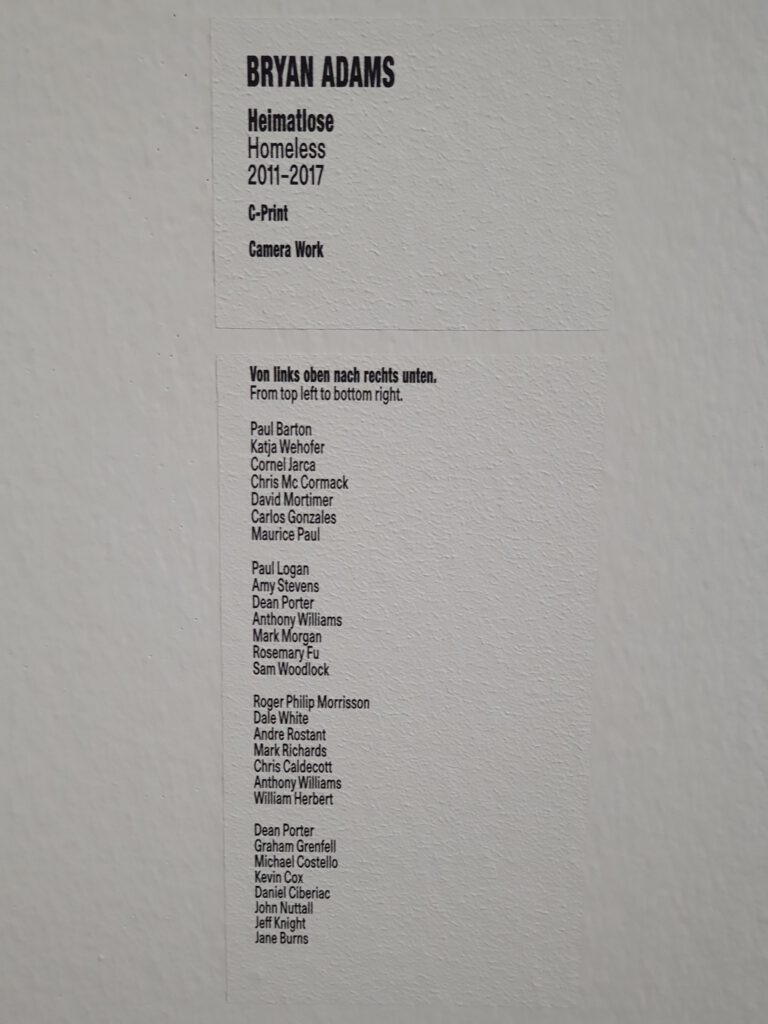 BRYAN ADAMS
Heimatlose
Homeless
2011–2017
C-Print
Camera Work
Von links oben nach rechts unten.
From top left to bottom right.
Paul Barton
Katja Wehofer
Cornel Jarca
Chris Mc Cormack
David Mortimer
Carlos Gonzales
Maurice Paul
Paul Logan
Amy Stevens
Dean Porter
Anthony Williams
Mark Morgan
Rosemary Fu
Sam Woodlock
Roger Philip Morrisson
Dale White
Andre Rostant
Mark Richards
Chris Caldecott
Anthony Williams
William Herbert
Dean Porter
Graham Grenfell
Michael Costello
Kevin Cox
Daniel Ciberiac
John Nuttall
Jeff Knight
Jane Burns